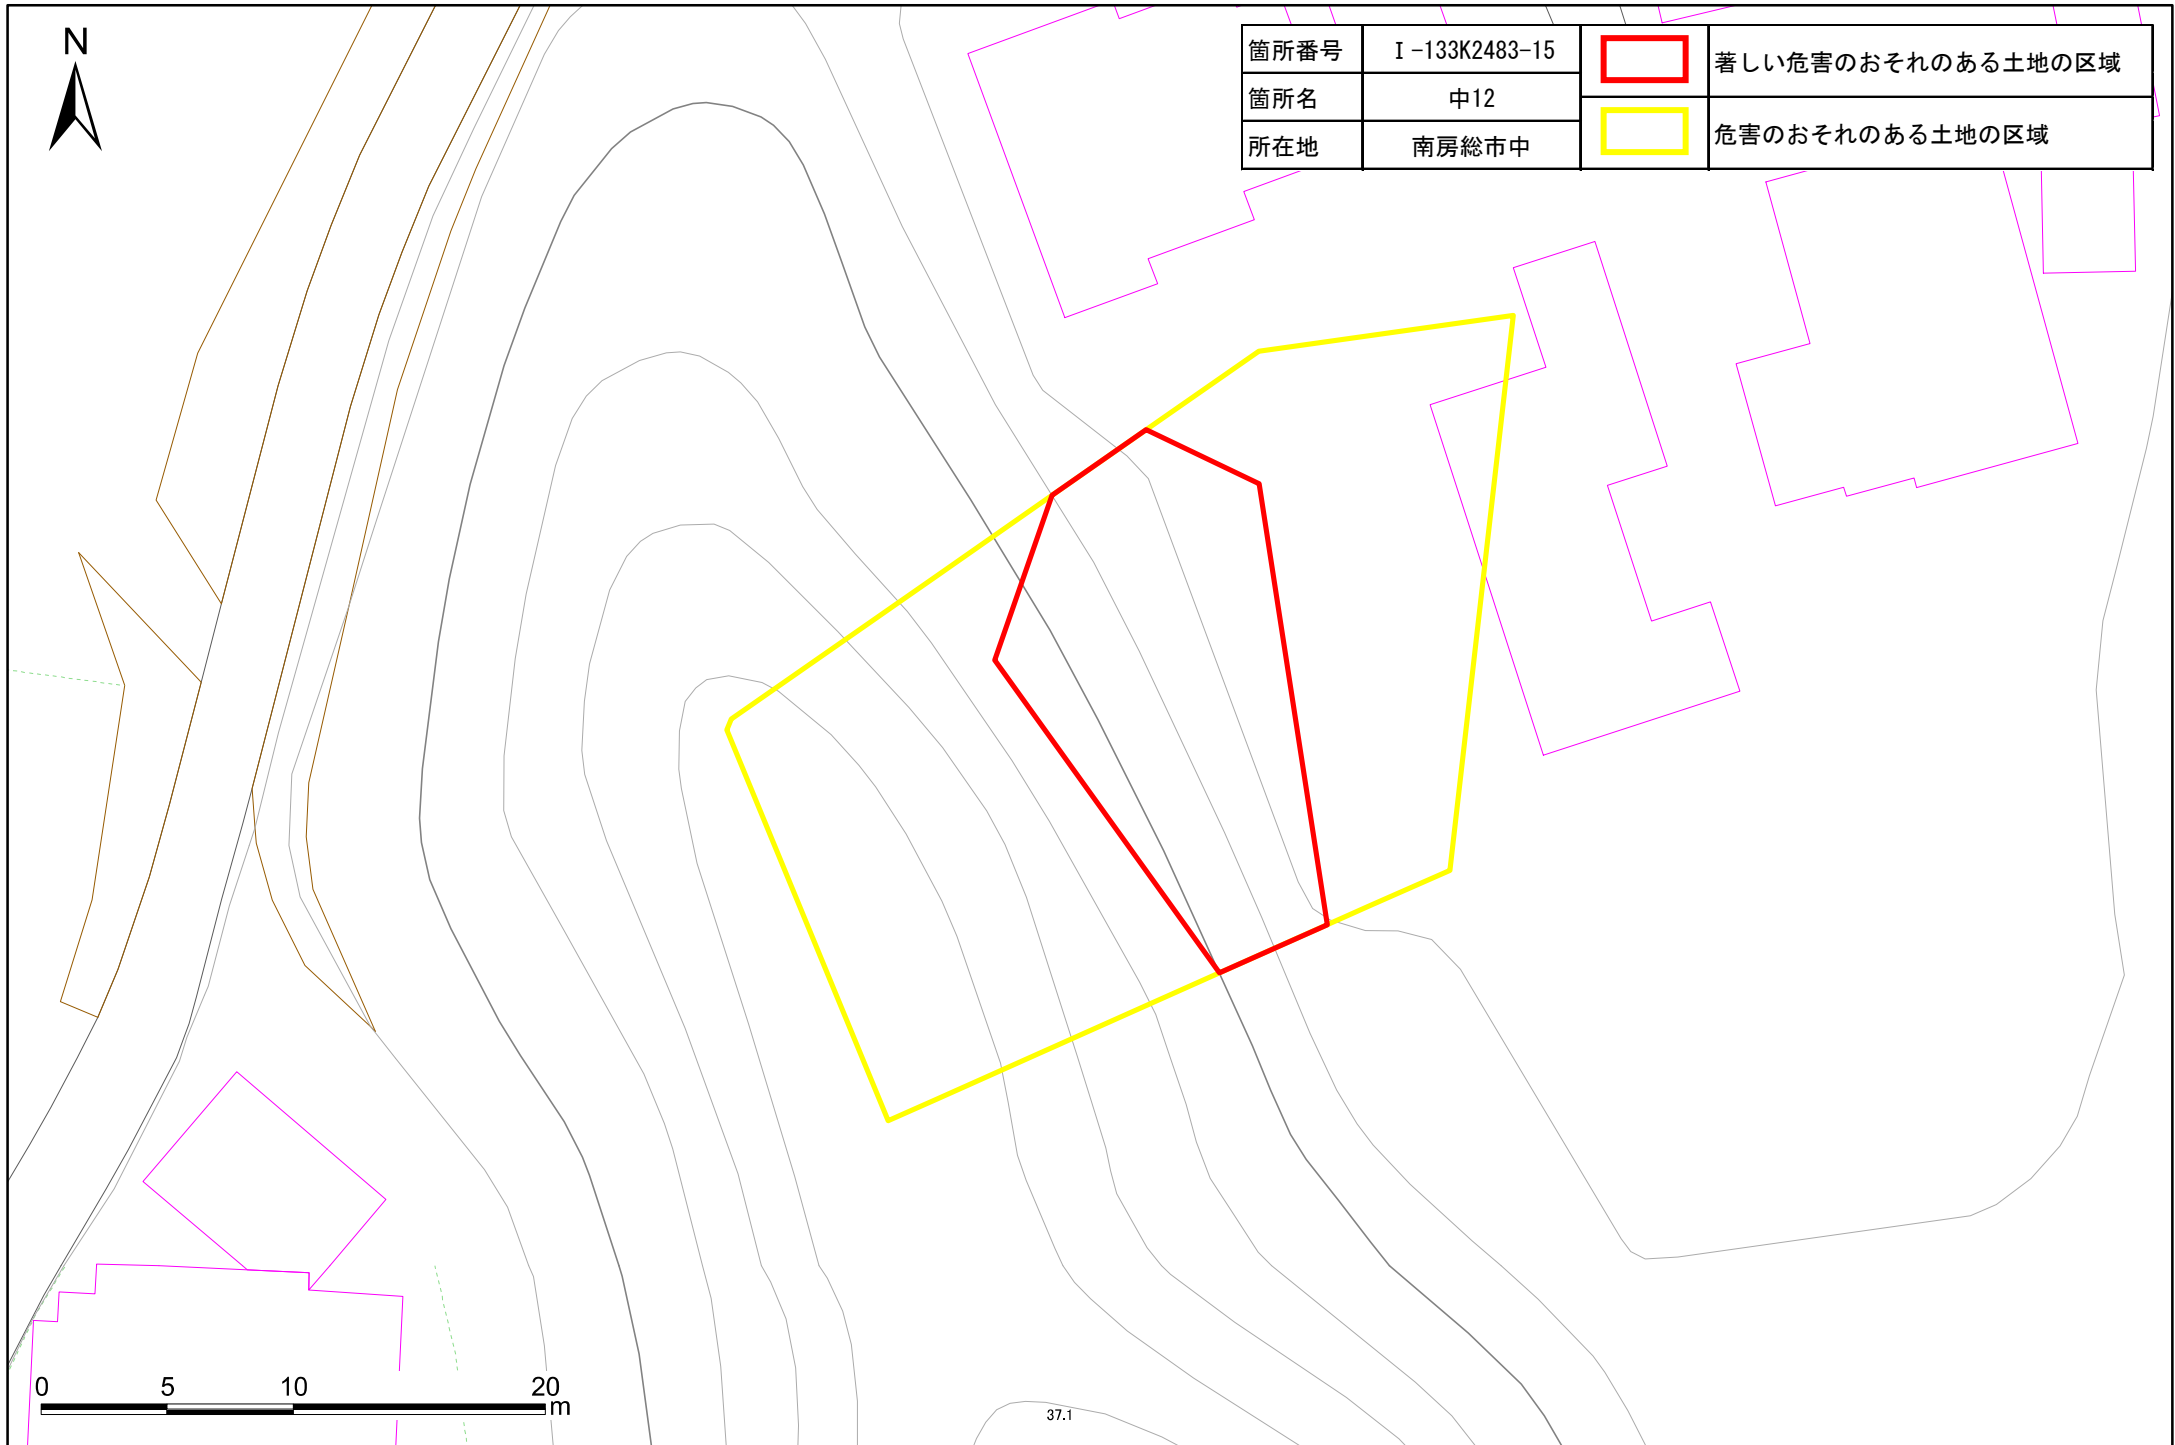 N
箇所番号 Ⅰ-133K2483-15
箇所名 中12
所在地 南房総市中
著しい危害のおそれのある土地の区域
危害のおそれのある土地の区域
0 5 10 20
m
37.1